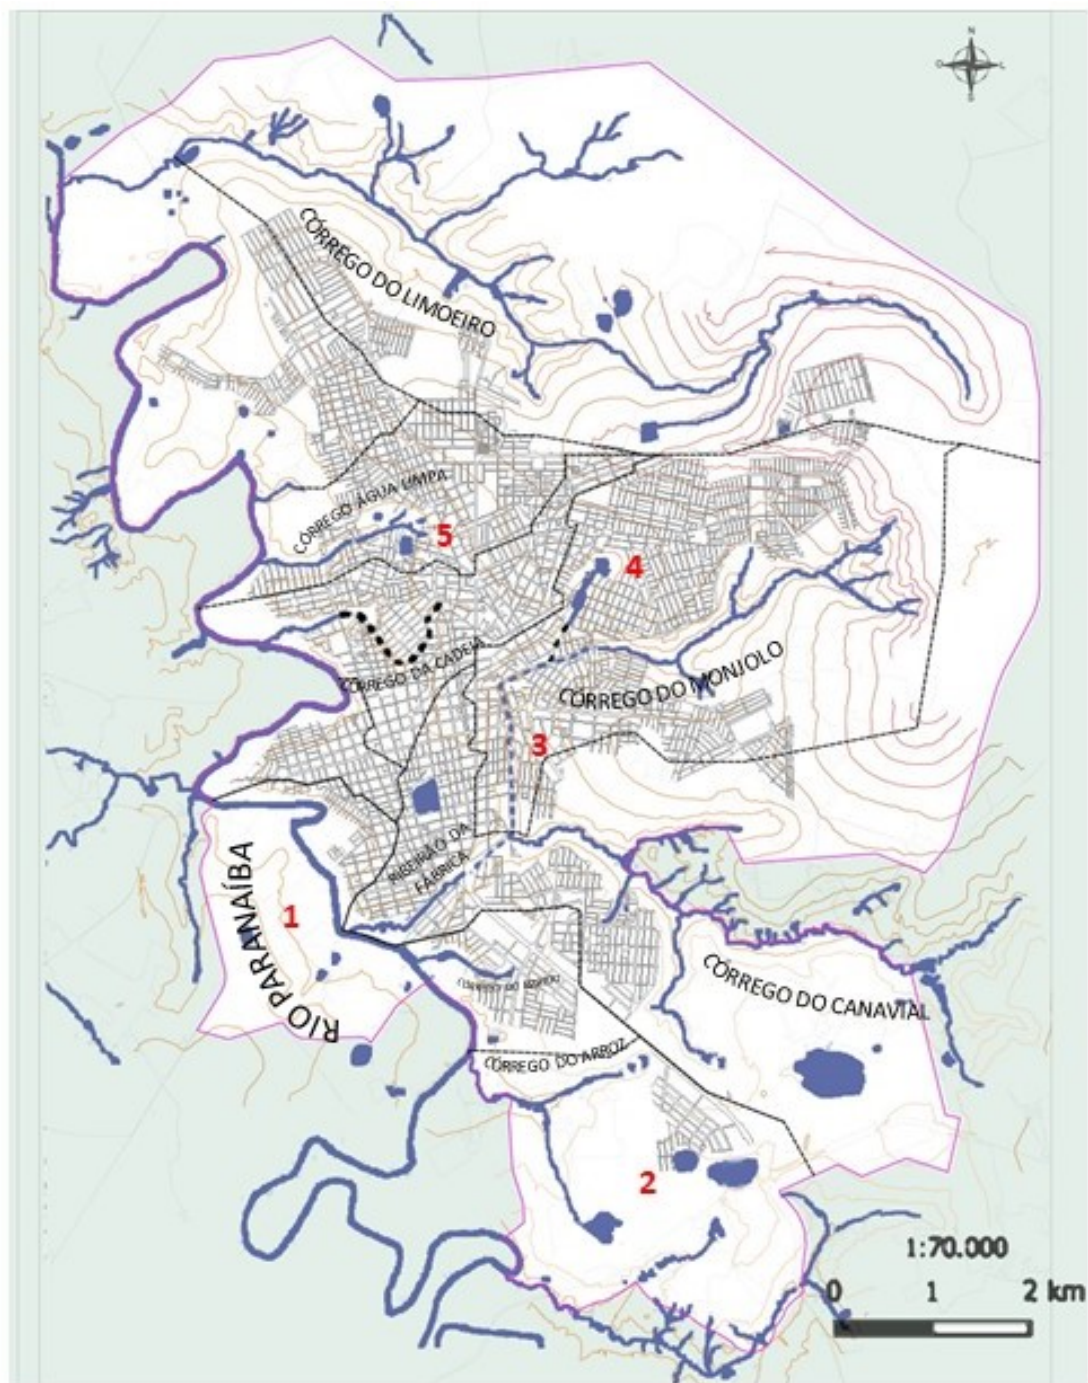 N
O
L
S
CÓRREGO DO LIMOEIRO
CÓRREGO ÁGUA LIMPA
5
4
CÓRREGO DA CADEIA
CÓRREGO DO MONJOLO
3
RIBEIRÃO DA
FÁBRICA
RIO PARANAÍBA
1
CÓRREGO DO CANAVIAL
CÓRREGO DO ARROZ
2
1:70.000
0 1 2 km